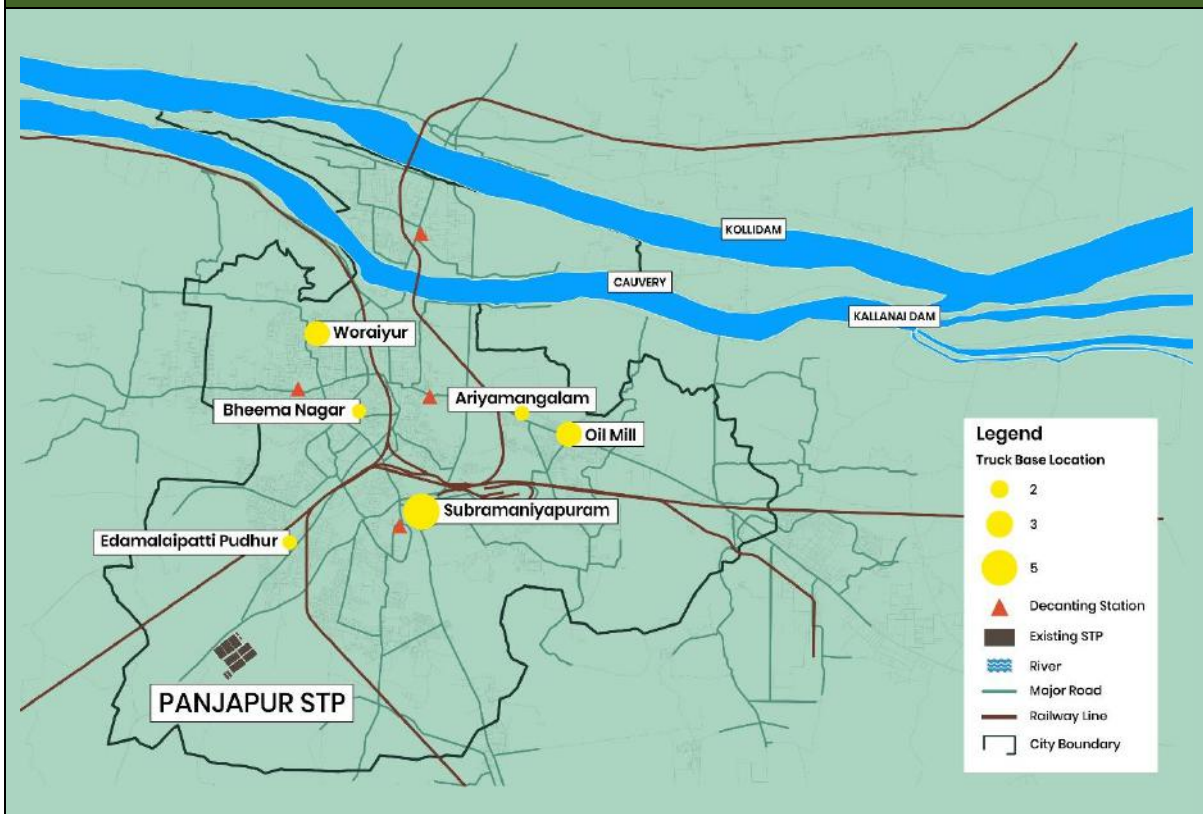 KOLLIDAM
CAUVERY
KALLANAI DAM
Woraiyur
Ariyamangalam
Bheema Nagar
Oil Mill
Subramaniyapuram
Edamalaipatti Pudhur
PANJAPUR STP
Legend
Truck Base Location
2
3
5
Decanting Station
Existing STP
River
Major Road
Railway Line
City Boundary